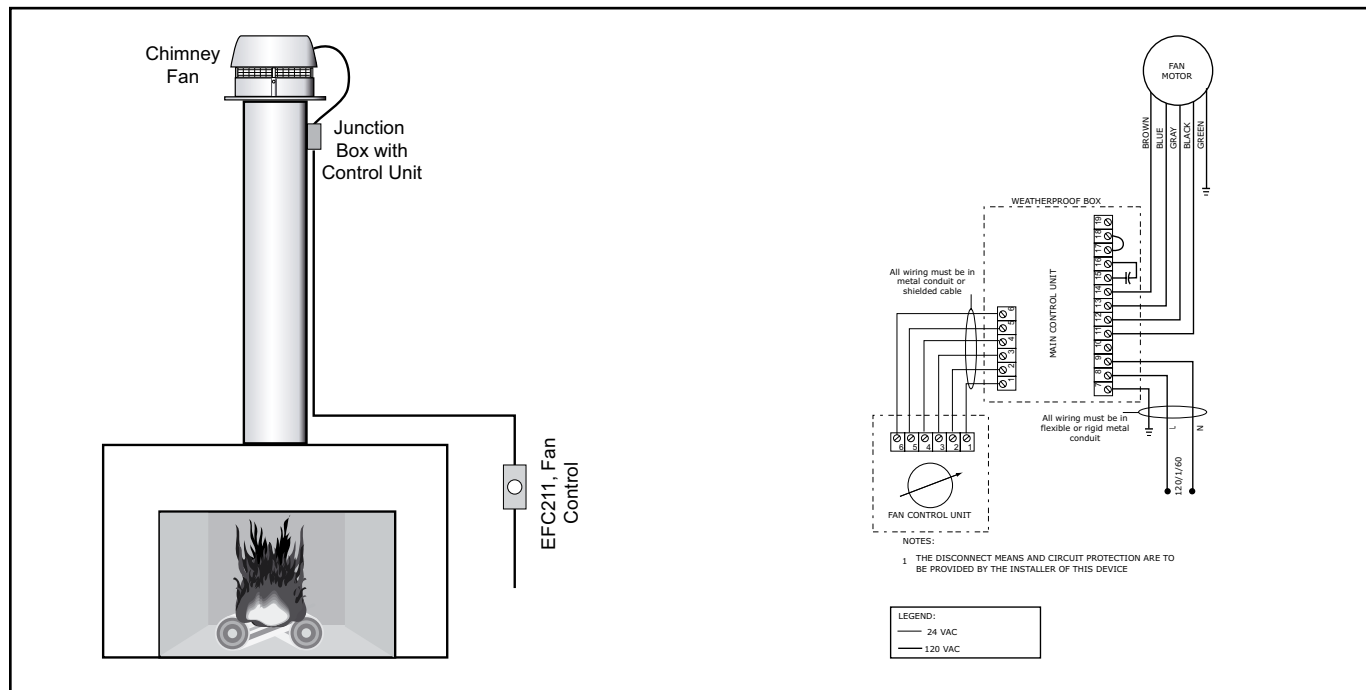 Chimney
Fan
Junction
Box with
Control Unit
EFC211, Fan
Control
FAN
MOTOR
BROWN
BLUE
GRAY
BLACK
GREEN
WEATHERPROOF BOX
All wiring must be in
metal conduit or
shielded cable
6
5
4
3
2
1
MAIN CONTROL UNIT
19
18
17
16
15
14
13
12
11
10
9
8
7
All wiring must be in
flexible or rigid metal
conduit
L
N
120/1/60
6 5 4 3 2 1
FAN CONTROL UNIT
NOTES:
1 THE DISCONNECT MEANS AND CIRCUIT PROTECTION ARE TO
BE PROVIDED BY THE INSTALLER OF THIS DEVICE
LEGEND:
24 VAC
120 VAC